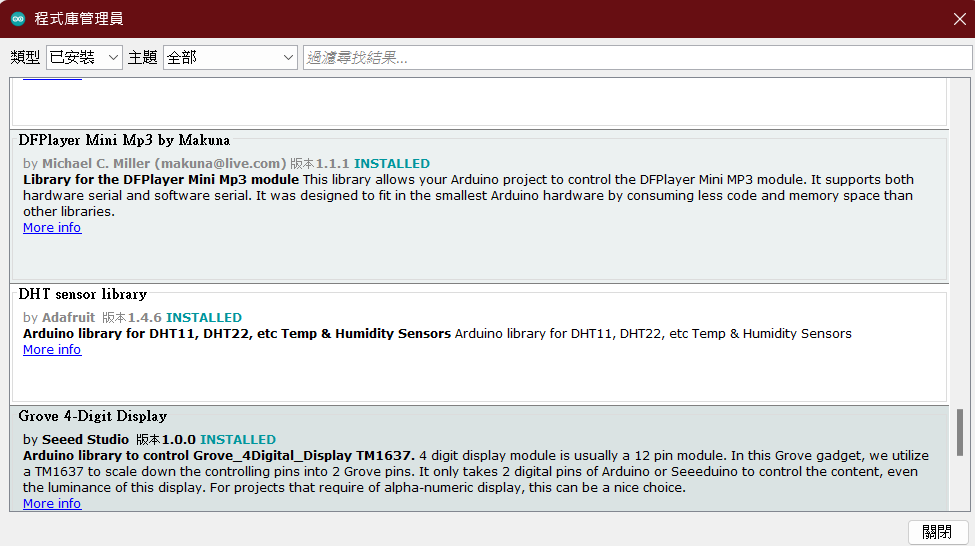 程式庫管理員
類型 已安裝 主題 全部 過濾尋找結果...
DFPlayer Mini Mp3 by Makuna
by Michael C. Miller (makuna@live.com) 版本1.1.1 INSTALLED
Library for the DFPlayer Mini Mp3 module This library allows your Arduino project to control the DFPlayer Mini MP3 module. It supports both
hardware serial and software serial. It was designed to fit in the smallest Arduino hardware by consuming less code and memory space than
other libraries.
More info
DHT sensor library
by Adafruit 版本1.4.6 INSTALLED
Arduino library for DHT11, DHT22, etc Temp & Humidity Sensors Arduino library for DHT11, DHT22, etc Temp & Humidity Sensors
More info
Grove 4-Digit Display
by Seeed Studio 版本1.0.0 INSTALLED
Arduino library to control Grove_4Digital_Display TM1637. 4 digit display module is usually a 12 pin module. In this Grove gadget, we utilize
a TM1637 to scale down the controlling pins into 2 Grove pins. It only takes 2 digital pins of Arduino or Seeeduino to control the content, even
the luminance of this display. For projects that require of alpha-numeric display, this can be a nice choice.
More info
關閉